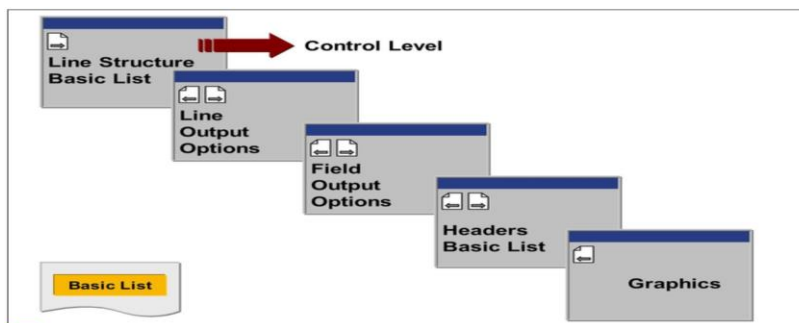 Control Level
Line Structure
Basic List
Line
Output
Options
Field
Output
Options
Headers
Basic List
Graphics
Basic List